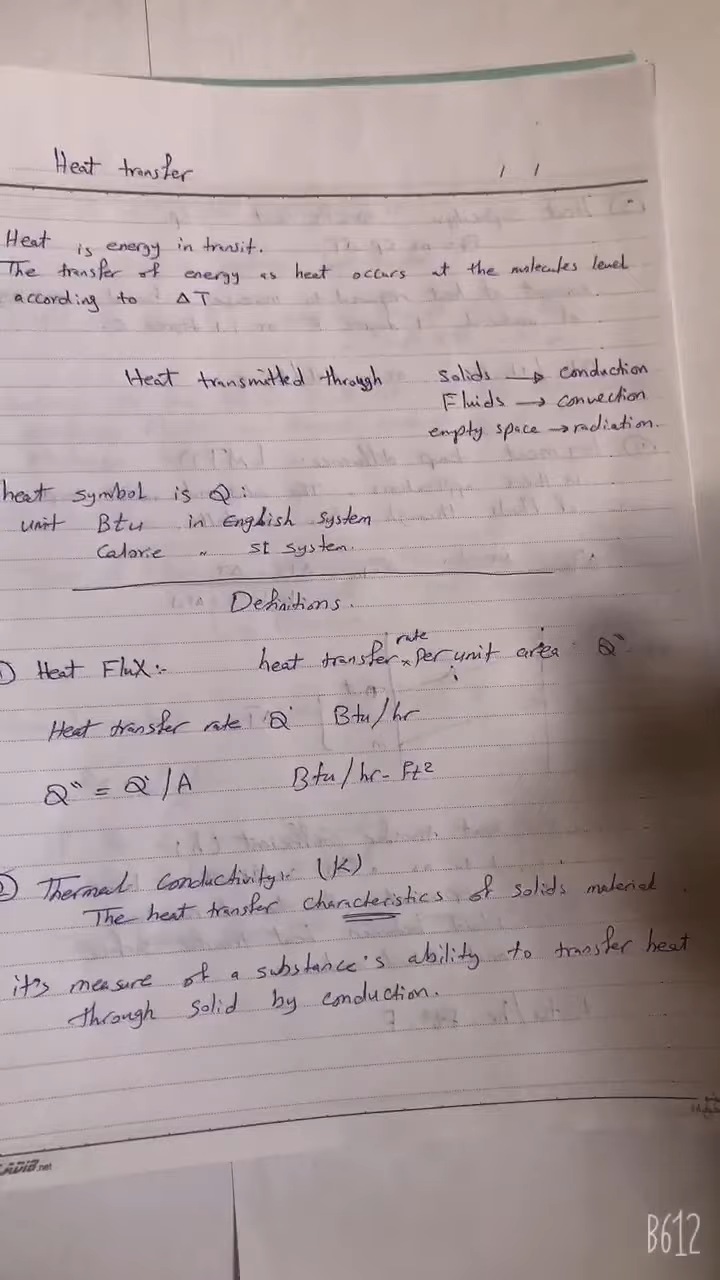 Heat transfer / /
Heat is energy in transit.
The transfer of energy as heat occurs at the molecules level
according to ΔT
Heat transmitted through solids → conduction
Fluids → convection
empty space → radiation.
heat symbol is Q:
unit Btu in English system
Calorie " SI system.
Definitions.
1) Heat Flux:- heat transfer rate per unit area Q"
Heat transfer rate Q̇ Btu/hr
Q" = Q̇/A Btu/hr-ft2
2) Thermal Conductivity:- (K)
The heat transfer characteristics of solids material.
it's measure of a substance's ability to transfer heat
through solid by conduction.
B612